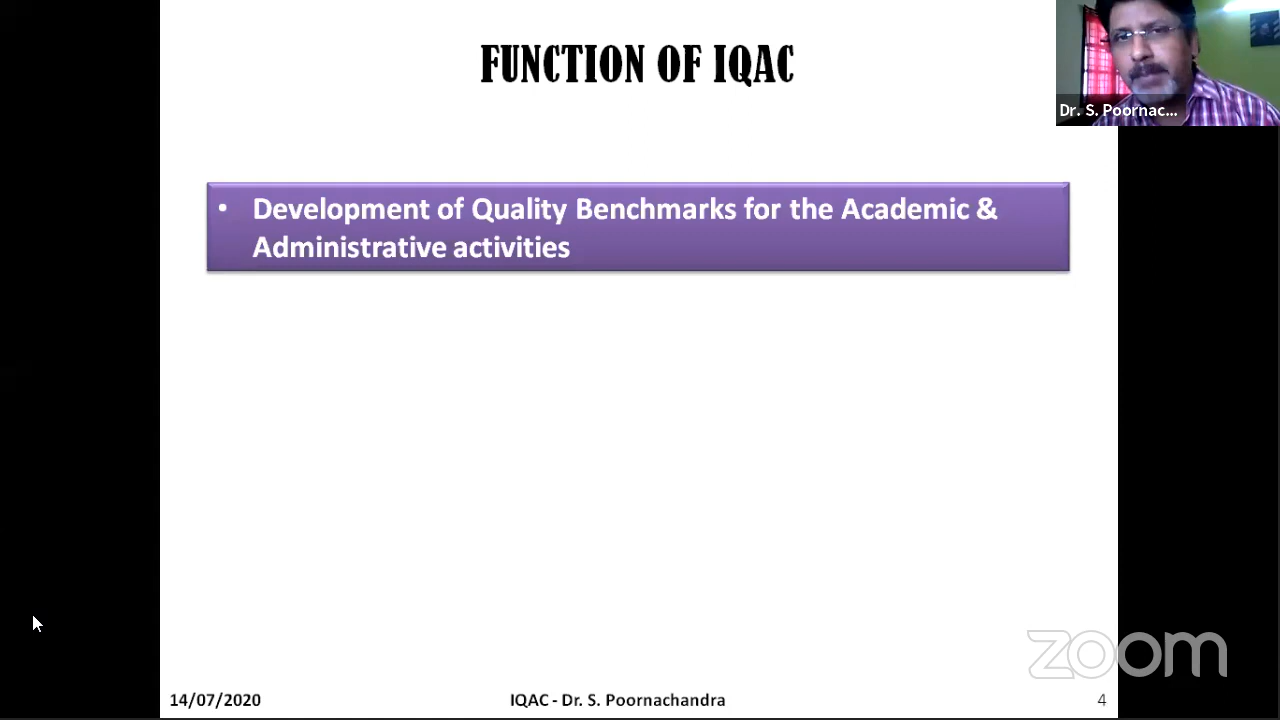 FUNCTION OF IQAC
Dr. S. Poornac...
• Development of Quality Benchmarks for the Academic &
Administrative activities
zoom
14/07/2020
IQAC - Dr. S. Poornachandra
4